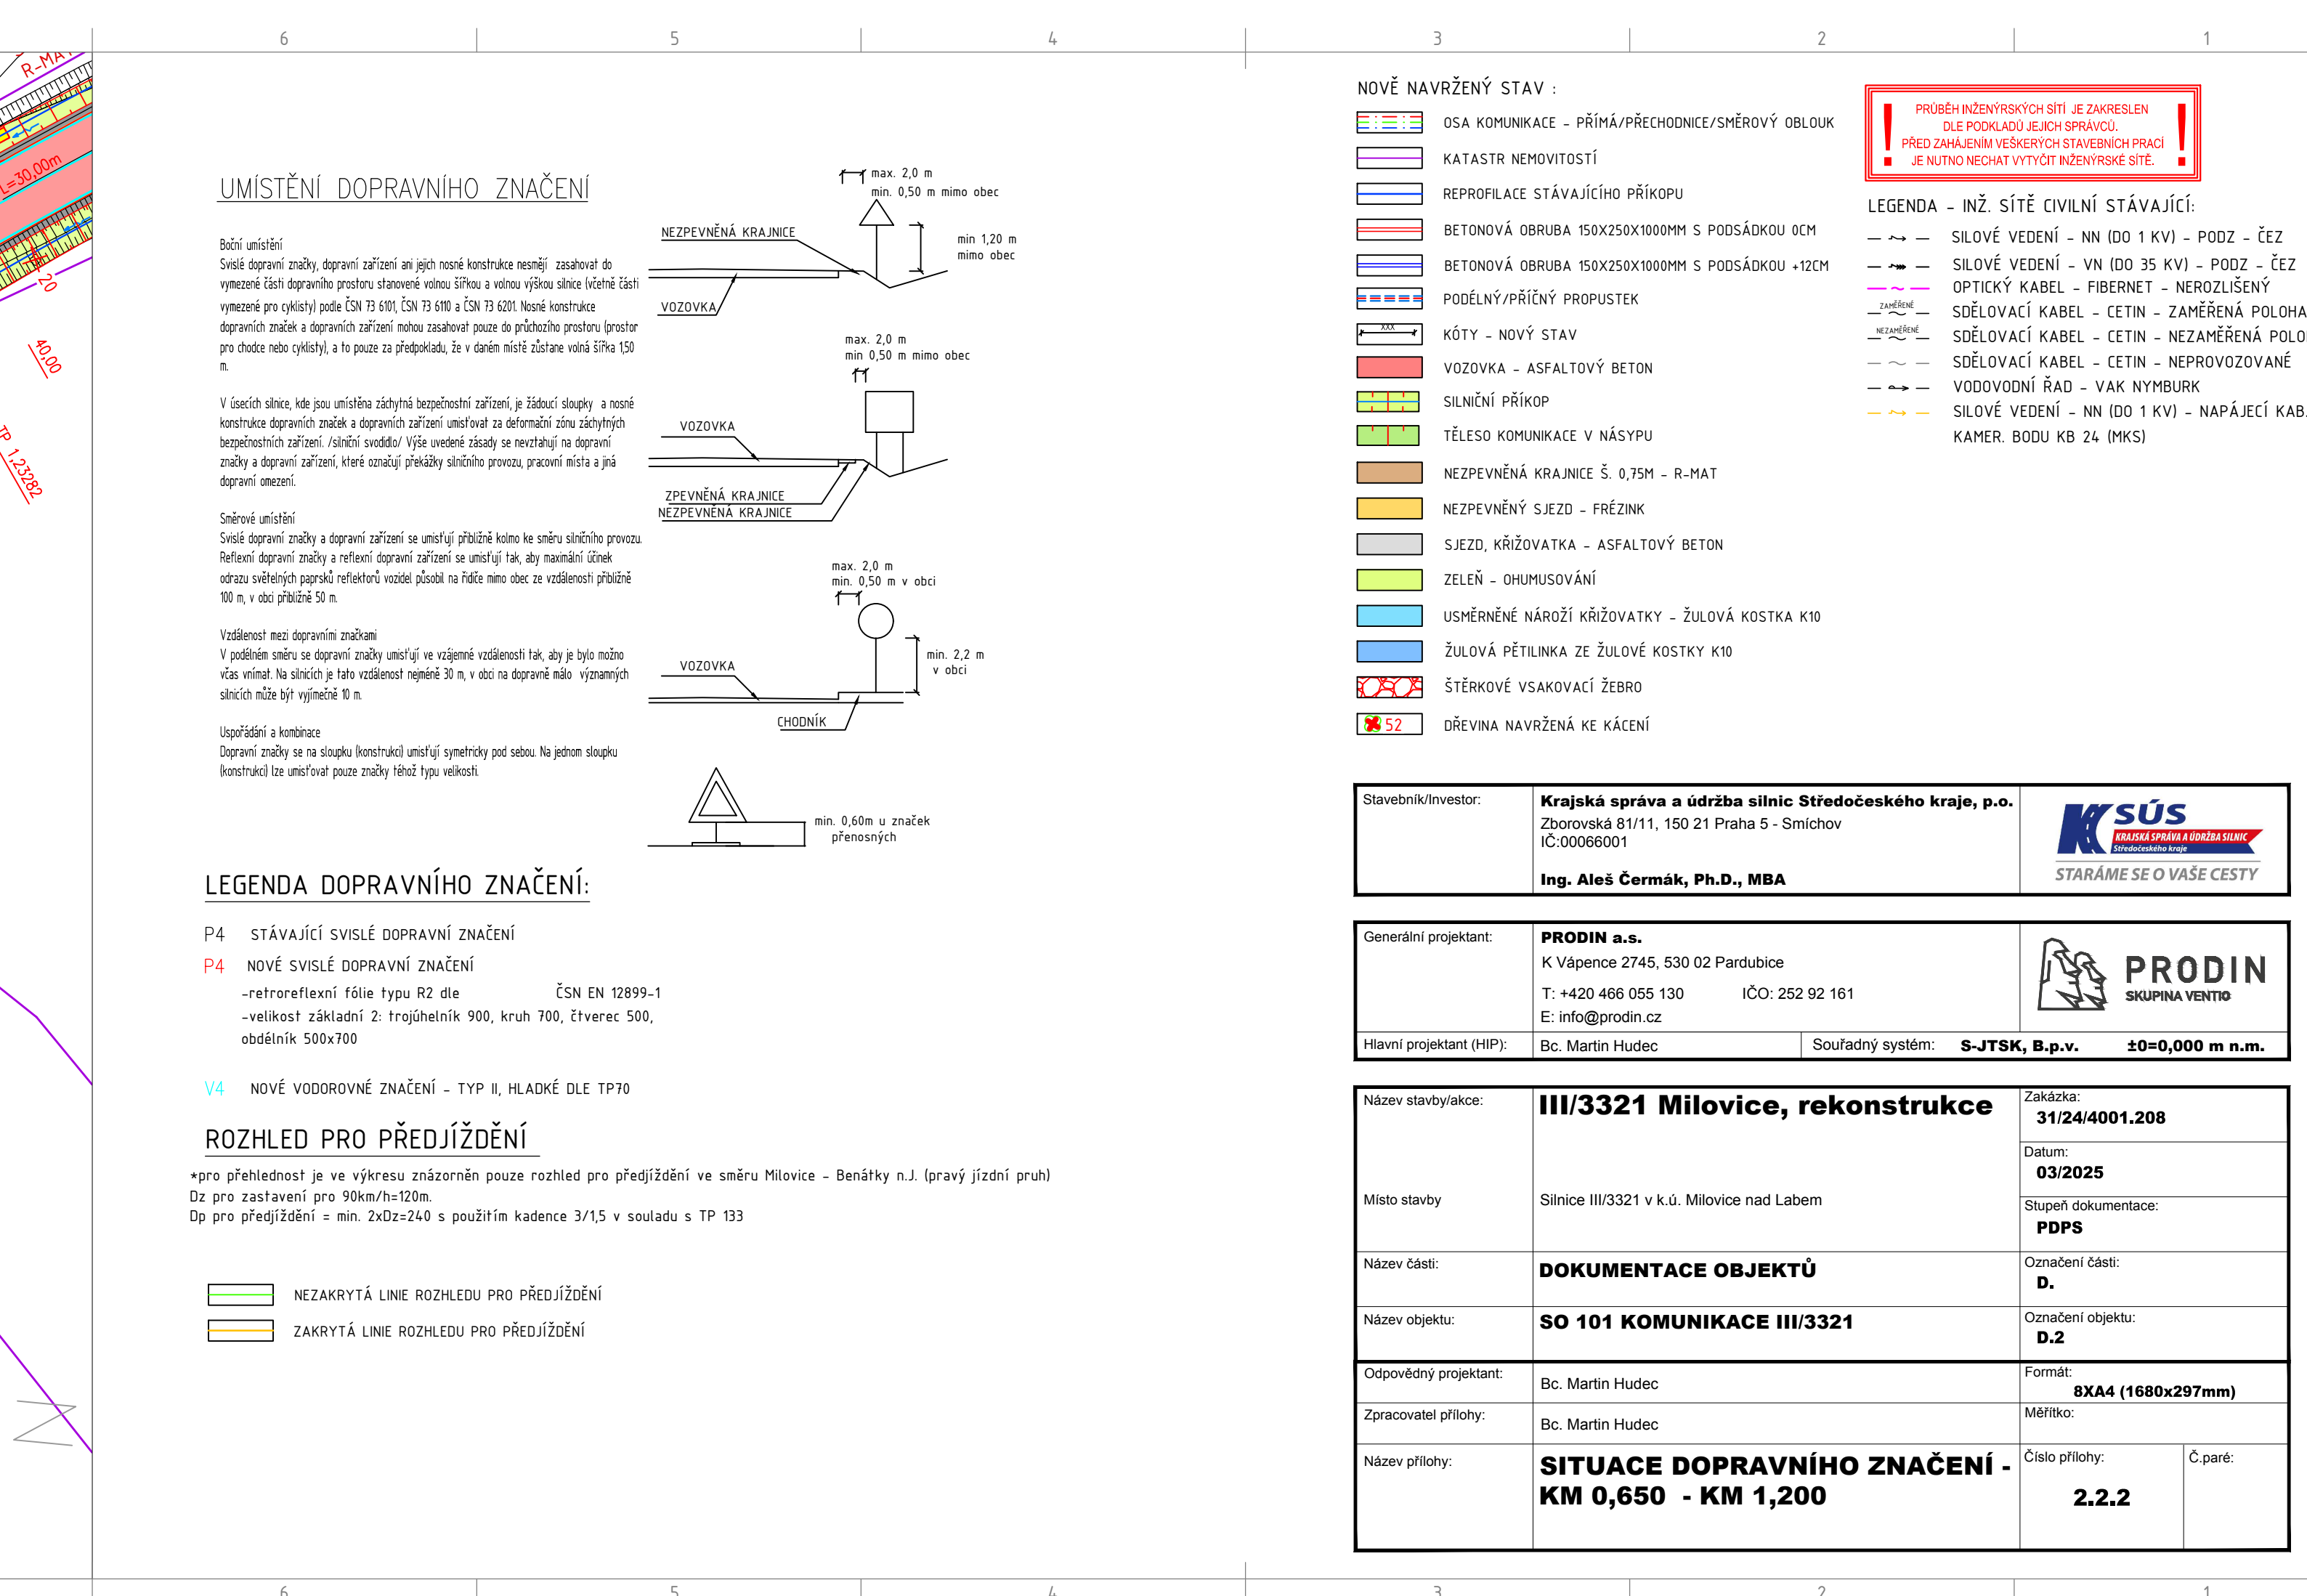 6
5
4
3
2
1
L=30,00m
20
40,00
TP 1,23282
UMÍSTĚNÍ DOPRAVNÍHO ZNAČENÍ
Boční umístění
Svislé dopravní značky, dopravní zařízení ani jejich nosné konstrukce nesmějí zasahovat do
vymezené části dopravního prostoru stanovené volnou šířkou a volnou výškou silnice (včetně části
vymezené pro cyklisty) podle ČSN 73 6101, ČSN 73 6110 a ČSN 73 6201. Nosné konstrukce
dopravních značek a dopravních zařízení mohou zasahovat pouze do průchozího prostoru (prostor
pro chodce nebo cyklisty), a to pouze za předpokladu, že v daném místě zůstane volná šířka 1,50
m.
V úsecích silnice, kde jsou umístěna záchytná bezpečnostní zařízení, je žádoucí sloupky a nosné
konstrukce dopravních značek a dopravních zařízení umisťovat za deformační zónu záchytných
bezpečnostních zařízení. /silniční svodidlo/ Výše uvedené zásady se nevztahují na dopravní
značky a dopravní zařízení, které označují překážky silničního provozu, pracovní místa a jiná
dopravní omezení.
Směrové umístění
Svislé dopravní značky a dopravní zařízení se umisťují přibližně kolmo ke směru silničního provozu.
Reflexní dopravní značky a reflexní dopravní zařízení se umisťují tak, aby maximální účinek
odrazu světelných paprsků reflektorů vozidel působil na řidiče mimo obec ze vzdálenosti přibližně
100 m, v obci přibližně 50 m.
Vzdálenost mezi dopravními značkami
V podélném směru se dopravní značky umisťují ve vzájemné vzdálenosti tak, aby je bylo možno
včas vnímat. Na silnicích je tato vzdálenost nejméně 30 m, v obci na dopravně málo významných
silnicích může být vyjímečně 10 m.
Uspořádání a kombinace
Dopravní značky se na sloupku (konstrukci) umisťují symetricky pod sebou. Na jednom sloupku
(konstrukci) lze umisťovat pouze značky téhož typu velikosti.
max. 2,0 m
min. 0,50 m mimo obec
NEZPEVNĚNÁ KRAJNICE
min 1,20 m
mimo obec
VOZOVKA
max. 2,0 m
min 0,50 m mimo obec
VOZOVKA
ZPEVNĚNÁ KRAJNICE
NEZPEVNĚNÁ KRAJNICE
max. 2,0 m
min. 0,50 m v obci
VOZOVKA
min. 2,2 m
v obci
CHODNÍK
min. 0,60m u značek
přenosných
LEGENDA DOPRAVNÍHO ZNAČENÍ:
P4 STÁVAJÍCÍ SVISLÉ DOPRAVNÍ ZNAČENÍ
P4 NOVÉ SVISLÉ DOPRAVNÍ ZNAČENÍ
-retroreflexní fólie typu R2 dle ČSN EN 12899-1
-velikost základní 2: trojúhelník 900, kruh 700, čtverec 500,
obdélník 500x700
V4 NOVÉ VODOROVNÉ ZNAČENÍ - TYP II, HLADKÉ DLE TP70
ROZHLED PRO PŘEDJÍŽDĚNÍ
*pro přehlednost je ve výkresu znázorněn pouze rozhled pro předjíždění ve směru Milovice - Benátky n.J. (pravý jízdní pruh)
Dz pro zastavení pro 90km/h=120m.
Dp pro předjíždění = min. 2xDz=240 s použitím kadence 3/1,5 v souladu s TP 133
NEZAKRYTÁ LINIE ROZHLEDU PRO PŘEDJÍŽDĚNÍ
ZAKRYTÁ LINIE ROZHLEDU PRO PŘEDJÍŽDĚNÍ
NOVĚ NAVRŽENÝ STAV :
OSA KOMUNIKACE - PŘÍMÁ/PŘECHODNICE/SMĚROVÝ OBLOUK
KATASTR NEMOVITOSTÍ
REPROFILACE STÁVAJÍCÍHO PŘÍKOPU
BETONOVÁ OBRUBA 150X250X1000MM S PODSÁDKOU 0CM
BETONOVÁ OBRUBA 150X250X1000MM S PODSÁDKOU +12CM
PODÉLNÝ/PŘÍČNÝ PROPUSTEK
XXX KÓTY - NOVÝ STAV
VOZOVKA - ASFALTOVÝ BETON
SILNIČNÍ PŘÍKOP
TĚLESO KOMUNIKACE V NÁSYPU
NEZPEVNĚNÁ KRAJNICE Š. 0,75M - R-MAT
NEZPEVNĚNÝ SJEZD - FRÉZINK
SJEZD, KŘIŽOVATKA - ASFALTOVÝ BETON
ZELEŇ - OHUMUSOVÁNÍ
USMĚRNĚNÉ NÁROŽÍ KŘIŽOVATKY - ŽULOVÁ KOSTKA K10
ŽULOVÁ PĚTILINKA ZE ŽULOVÉ KOSTKY K10
ŠTĚRKOVÉ VSAKOVACÍ ŽEBRO
52 DŘEVINA NAVRŽENÁ KE KÁCENÍ
! PRŮBĚH INŽENÝRSKÝCH SÍTÍ JE ZAKRESLEN !
DLE PODKLADŮ JEJICH SPRÁVCŮ.
PŘED ZAHÁJENÍM VEŠKERÝCH STAVEBNÍCH PRACÍ
JE NUTNO NECHAT VYTYČIT INŽENÝRSKÉ SÍTĚ.
LEGENDA - INŽ. SÍTĚ CIVILNÍ STÁVAJÍCÍ:
SILOVÉ VEDENÍ - NN (DO 1 KV) - PODZ - ČEZ
SILOVÉ VEDENÍ - VN (DO 35 KV) - PODZ - ČEZ
OPTICKÝ KABEL - FIBERNET - NEROZLIŠENÝ
ZAMĚŘENÉ SDĚLOVACÍ KABEL - CETIN - ZAMĚŘENÁ POLOHA
NEZAMĚŘENÉ SDĚLOVACÍ KABEL - CETIN - NEZAMĚŘENÁ POLO
SDĚLOVACÍ KABEL - CETIN - NEPROVOZOVANÉ
VODOVODNÍ ŘAD - VAK NYMBURK
SILOVÉ VEDENÍ - NN (DO 1 KV) - NAPÁJECÍ KAB.
KAMER. BODU KB 24 (MKS)
Stavebník/Investor: Krajská správa a údržba silnic Středočeského kraje, p.o.
Zborovská 81/11, 150 21 Praha 5 - Smíchov
IČ:00066001
Ing. Aleš Čermák, Ph.D., MBA
KSÚS
KRAJSKÁ SPRÁVA A ÚDRŽBA SILNIC
Středočeského kraje
STARÁME SE O VAŠE CESTY
Generální projektant: PRODIN a.s.
K Vápence 2745, 530 02 Pardubice
T: +420 466 055 130 IČO: 252 92 161
E: info@prodin.cz
PRODIN
SKUPINA VENTIO
Hlavní projektant (HIP): Bc. Martin Hudec Souřadný systém: S-JTSK, B.p.v. ±0=0,000 m n.m.
Název stavby/akce: III/3321 Milovice, rekonstrukce
Zakázka:
31/24/4001.208
Datum:
03/2025
Místo stavby Silnice III/3321 v k.ú. Milovice nad Labem
Stupeň dokumentace:
PDPS
Název části: DOKUMENTACE OBJEKTŮ
Označení části:
D.
Název objektu: SO 101 KOMUNIKACE III/3321
Označení objektu:
D.2
Odpovědný projektant: Bc. Martin Hudec
Formát:
8XA4 (1680x297mm)
Zpracovatel přílohy: Bc. Martin Hudec
Měřítko:
Název přílohy: SITUACE DOPRAVNÍHO ZNAČENÍ -
KM 0,650 - KM 1,200
Číslo přílohy:
2.2.2
Č.paré:
6
5
4
3
2
1